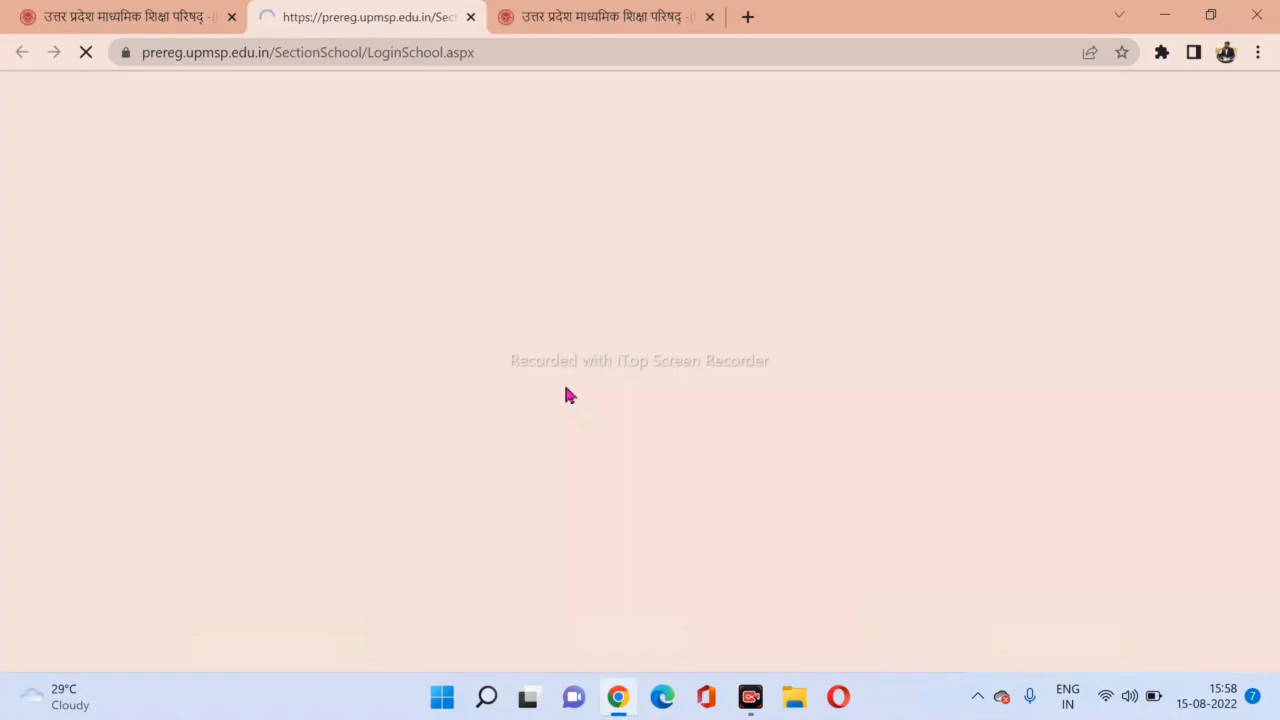 उत्तर प्रदेश माध्यमिक शिक्षा परिषद् -(
https://prereg.upmsp.edu.in/Sect
उत्तर प्रदेश माध्यमिक शिक्षा परिषद् -(
prereg.upmsp.edu.in/SectionSchool/LoginSchool.aspx
Recorded with iTop Screen Recorder
29°C
Cloudy
ENG
IN
15:58
15-08-2022
7